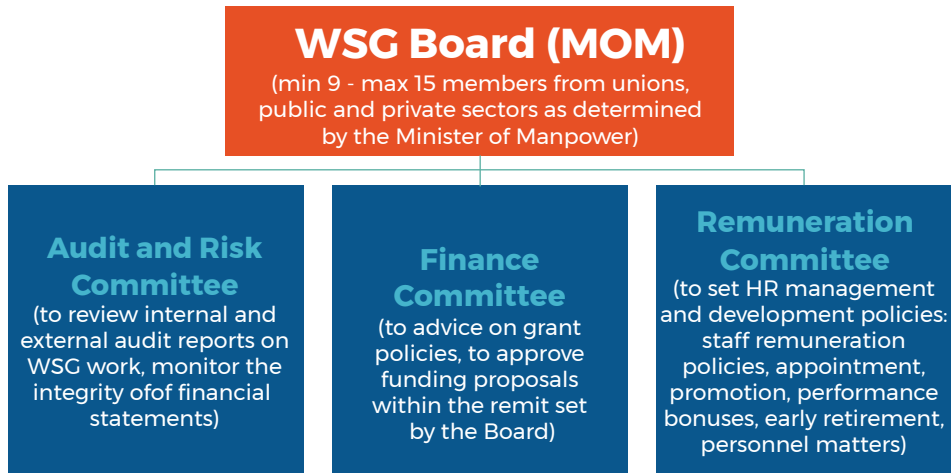 WSG Board (MOM)
(min 9 - max 15 members from unions,
public and private sectors as determined
by the Minister of Manpower)
Audit and Risk
Committee
(to review internal and
external audit reports on
WSG work, monitor the
integrity ofof financial
statements)
Finance
Committee
(to advice on grant
policies, to approve
funding proposals
within the remit set
by the Board)
Remuneration
Committee
(to set HR management
and development policies:
staff remuneration
policies, appointment,
promotion, performance
bonuses, early retirement,
personnel matters)